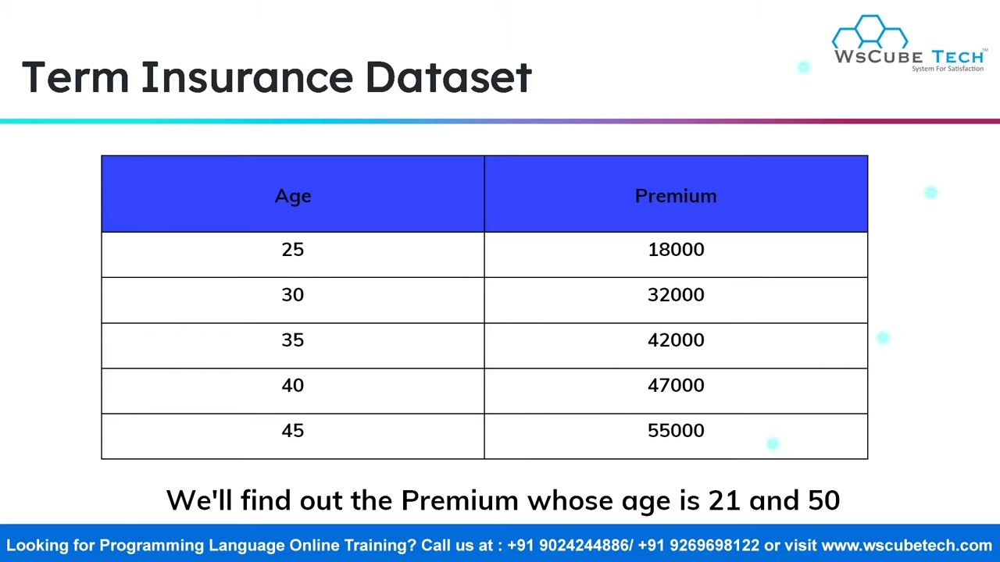 WsCube Tech™
System For Satisfaction
Term Insurance Dataset
Age Premium
25 18000
30 32000
35 42000
40 47000
45 55000
We'll find out the Premium whose age is 21 and 50
Looking for Programming Language Online Training? Call us at : +91 9024244886/ +91 9269698122 or visit www.wscubetech.com